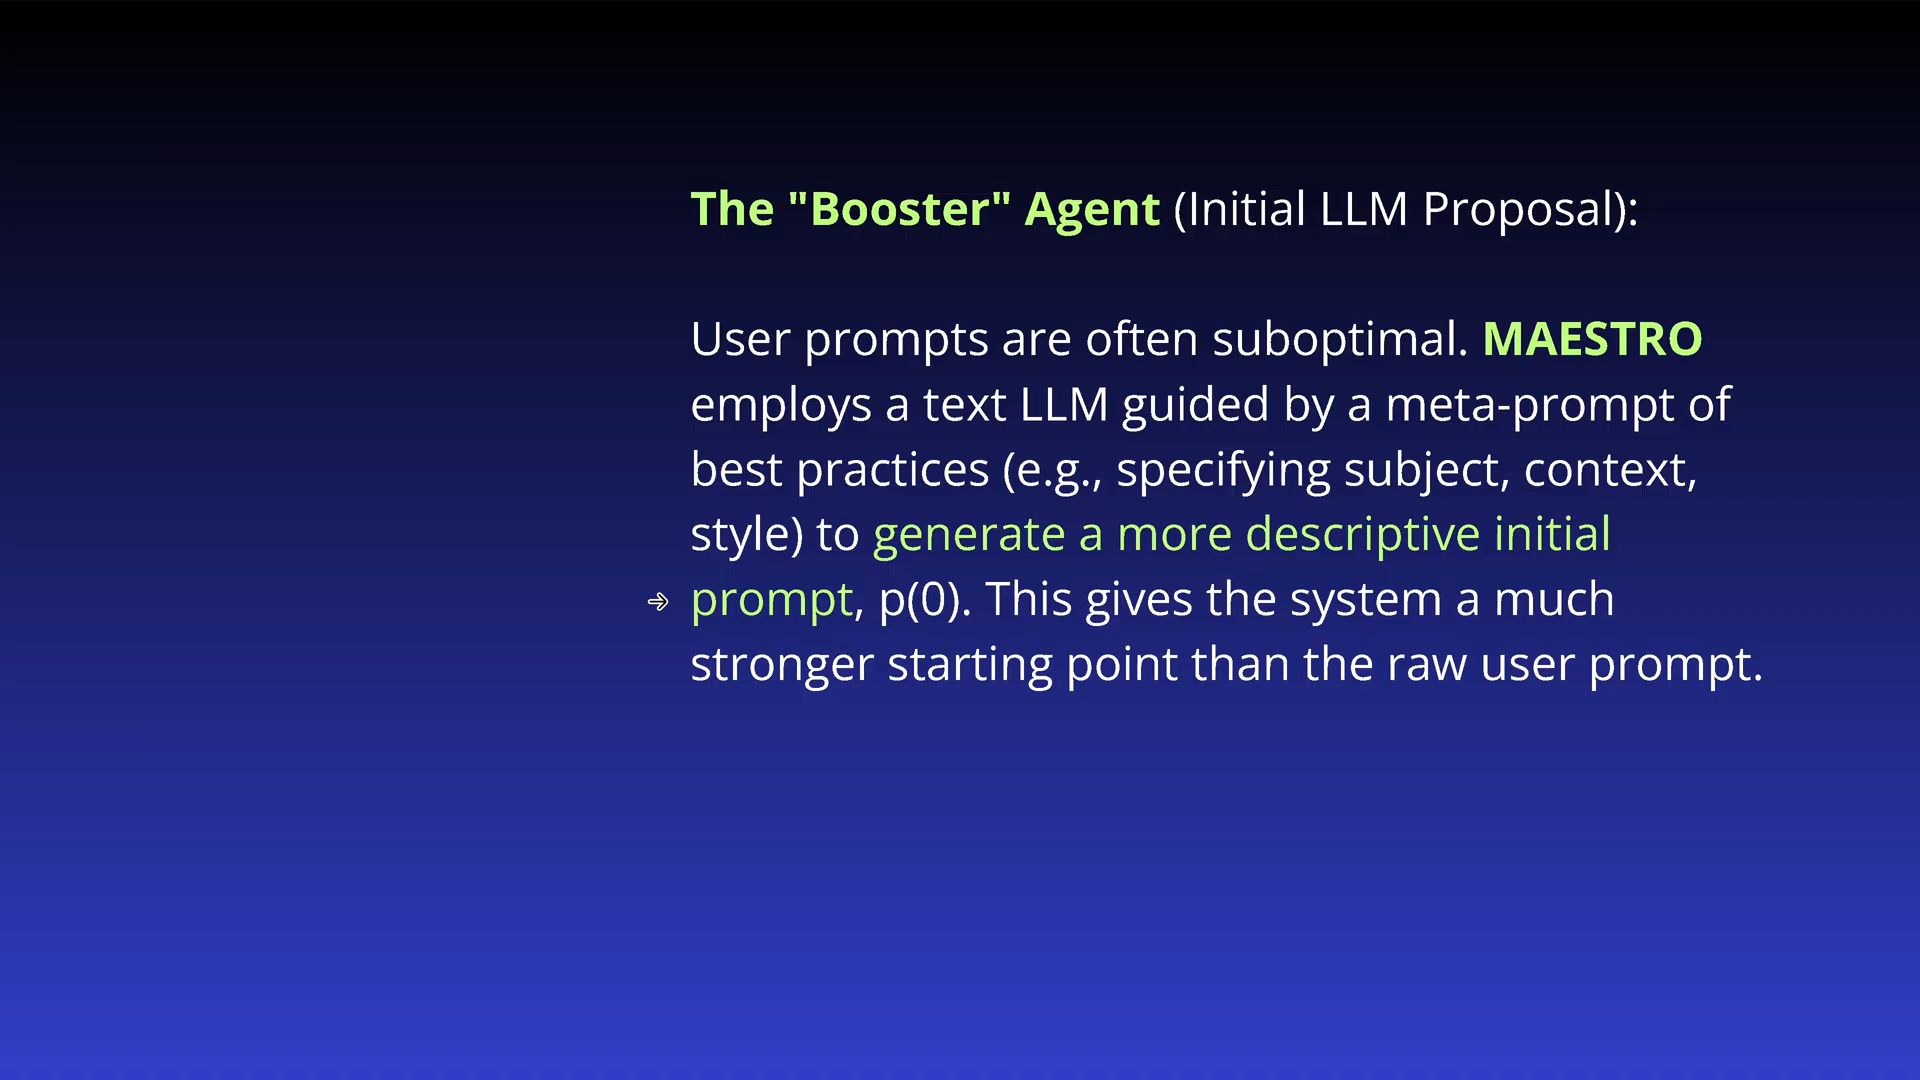 The "Booster" Agent (Initial LLM Proposal):
User prompts are often suboptimal. MAESTRO
employs a text LLM guided by a meta-prompt of
best practices (e.g., specifying subject, context,
style) to generate a more descriptive initial
prompt, p(0). This gives the system a much
stronger starting point than the raw user prompt.